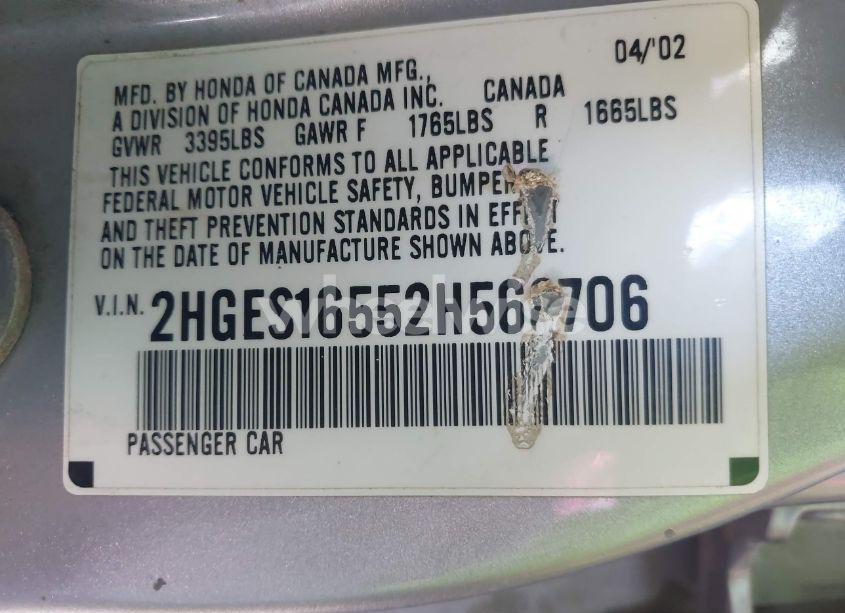 04/'02
MFD. BY HONDA OF CANADA MFG.,
A DIVISION OF HONDA CANADA INC. CANADA
GVWR 3395LBS GAWR F 1765LBS R 1665LBS
THIS VEHICLE CONFORMS TO ALL APPLICABLE
FEDERAL MOTOR VEHICLE SAFETY, BUMPER
AND THEFT PREVENTION STANDARDS IN EFFECT
ON THE DATE OF MANUFACTURE SHOWN ABOVE.
V.I.N.
PASSENGER CAR